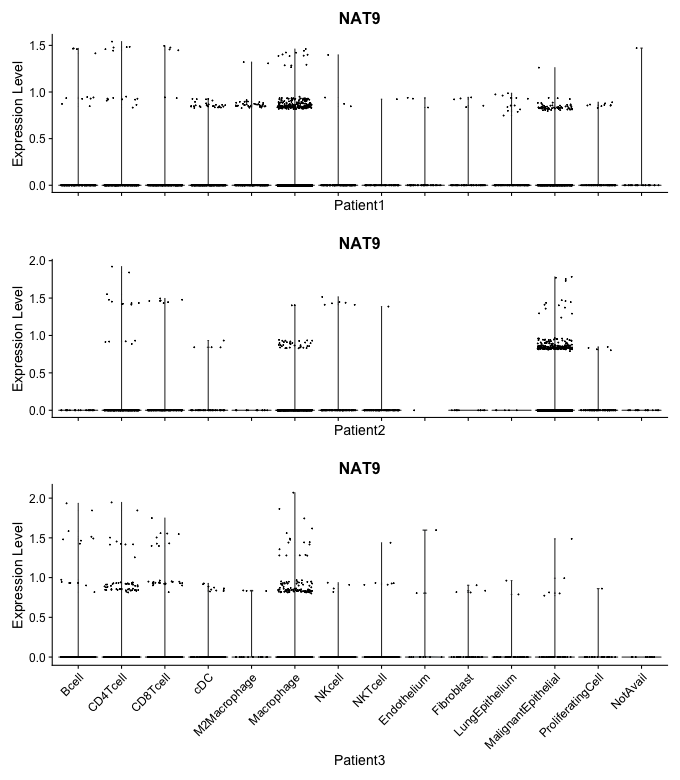 NAT9
Expression Level
1.5
1.0
0.5
0.0
Patient1
NAT9
Expression Level
2.0
1.5
1.0
0.5
0.0
Patient2
NAT9
Expression Level
2.0
1.5
1.0
0.5
0.0
Bcell
CD4Tcell
CD8Tcell
cDC
M2Macrophage
Macrophage
NKcell
NKTcell
Endothelium
Fibroblast
LungEpithelium
MalignantEpithelial
ProliferatingCell
NotAvail
Patient3